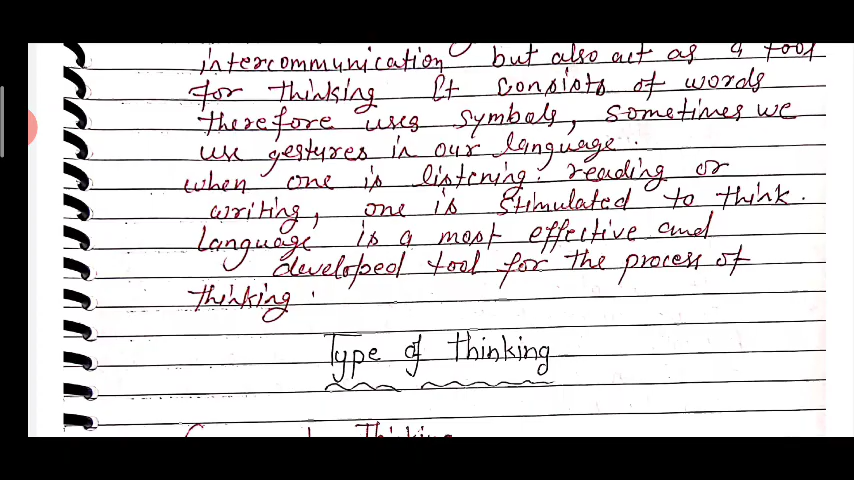 intercommunication but also act as a tool
for thinking It consists of words
therefore uses symbols, sometimes we
use gestures in our language.
when one is listening, reading or
writing, one is stimulated to think.
language is a most effective and
developed tool for the process of
thinking.
Type of thinking
Thinking